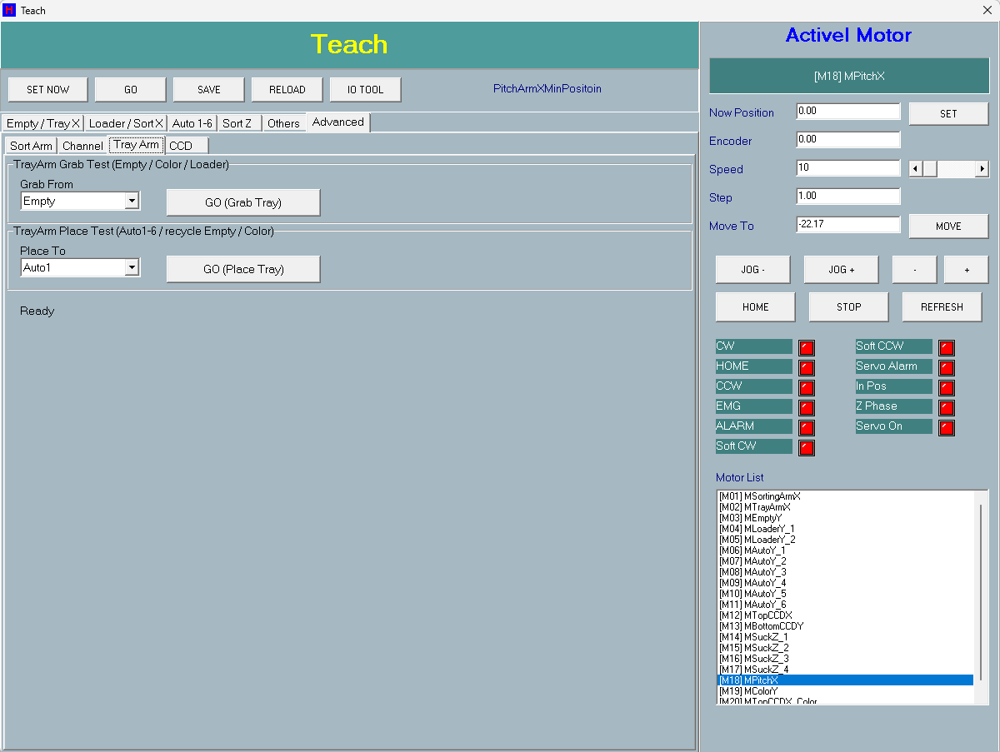 Teach
Teach
SET NOW
GO
SAVE
RELOAD
IO TOOL
PitchArmXMinPositoin
Empty / Tray X
Loader / Sort X
Auto 1-6
Sort Z
Others
Advanced
Sort Arm
Channel
Tray Arm
CCD
TrayArm Grab Test (Empty / Color / Loader)
Grab From
Empty
GO (Grab Tray)
TrayArm Place Test (Auto1-6 / recycle Empty / Color)
Place To
Auto1
GO (Place Tray)
Ready
Activel Motor
[M18] MPitchX
Now Position
0.00
SET
Encoder
0.00
Speed
10
Step
1.00
Move To
-22.17
MOVE
JOG -
JOG +
-
+
HOME
STOP
REFRESH
CW
Soft CCW
HOME
Servo Alarm
CCW
In Pos
EMG
Z Phase
ALARM
Servo On
Soft CW
Motor List
[M01] MSortingArmX
[M02] MTrayArmX
[M03] MEmptyY
[M04] MLoaderY_1
[M05] MLoaderY_2
[M06] MAutoY_1
[M07] MAutoY_2
[M08] MAutoY_3
[M09] MAutoY_4
[M10] MAutoY_5
[M11] MAutoY_6
[M12] MTopCCDX
[M13] MBottomCCDY
[M14] MSuckZ_1
[M15] MSuckZ_2
[M16] MSuckZ_3
[M17] MSuckZ_4
[M18] MPitchX
[M19] MColorY
[M20] MTopCCDX_Color